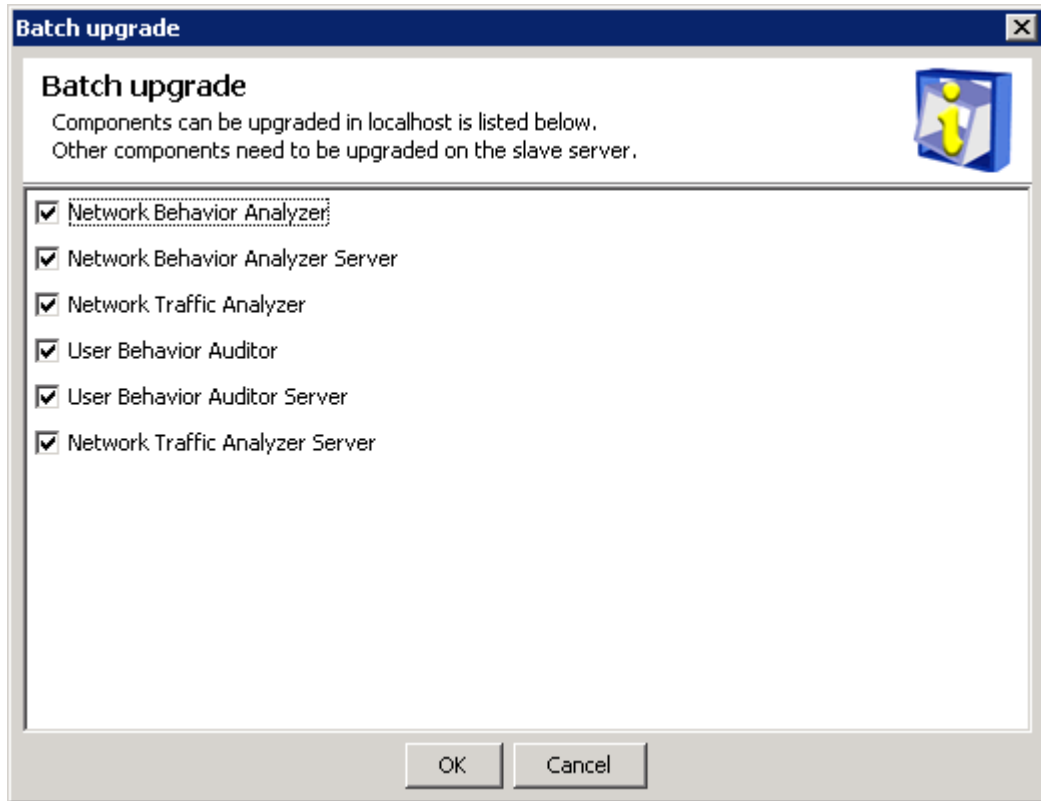 Batch upgrade
Batch upgrade
Components can be upgraded in localhost is listed below.
Other components need to be upgraded on the slave server.
Network Behavior Analyzer
Network Behavior Analyzer Server
Network Traffic Analyzer
User Behavior Auditor
User Behavior Auditor Server
Network Traffic Analyzer Server
OK Cancel